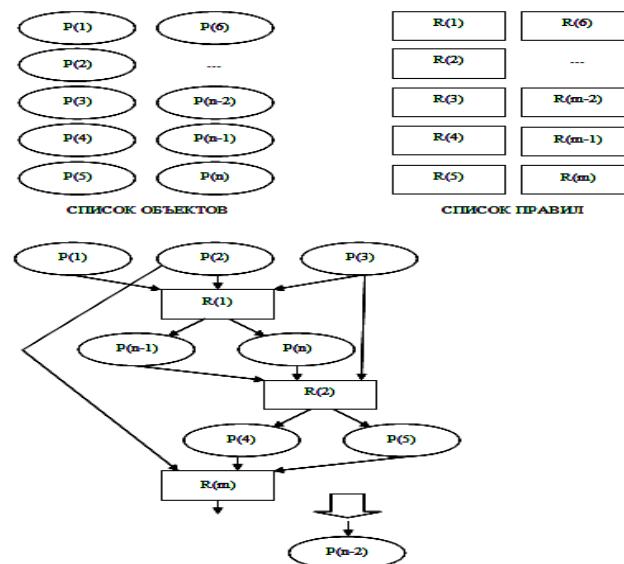 P(1) P(6) R(1) R(6)
P(2) --- R(2) ---
P(3) P(n-2) R(3) R(m-2)
P(4) P(n-1) R(4) R(m-1)
P(5) P(n) R(5) R(m)
СПИСОК ОБЪЕКТОВ СПИСОК ПРАВИЛ
P(1) P(2) P(3)
R(1)
P(n-1) P(n)
R(2)
P(4) P(5)
R(m)
P(n-2)